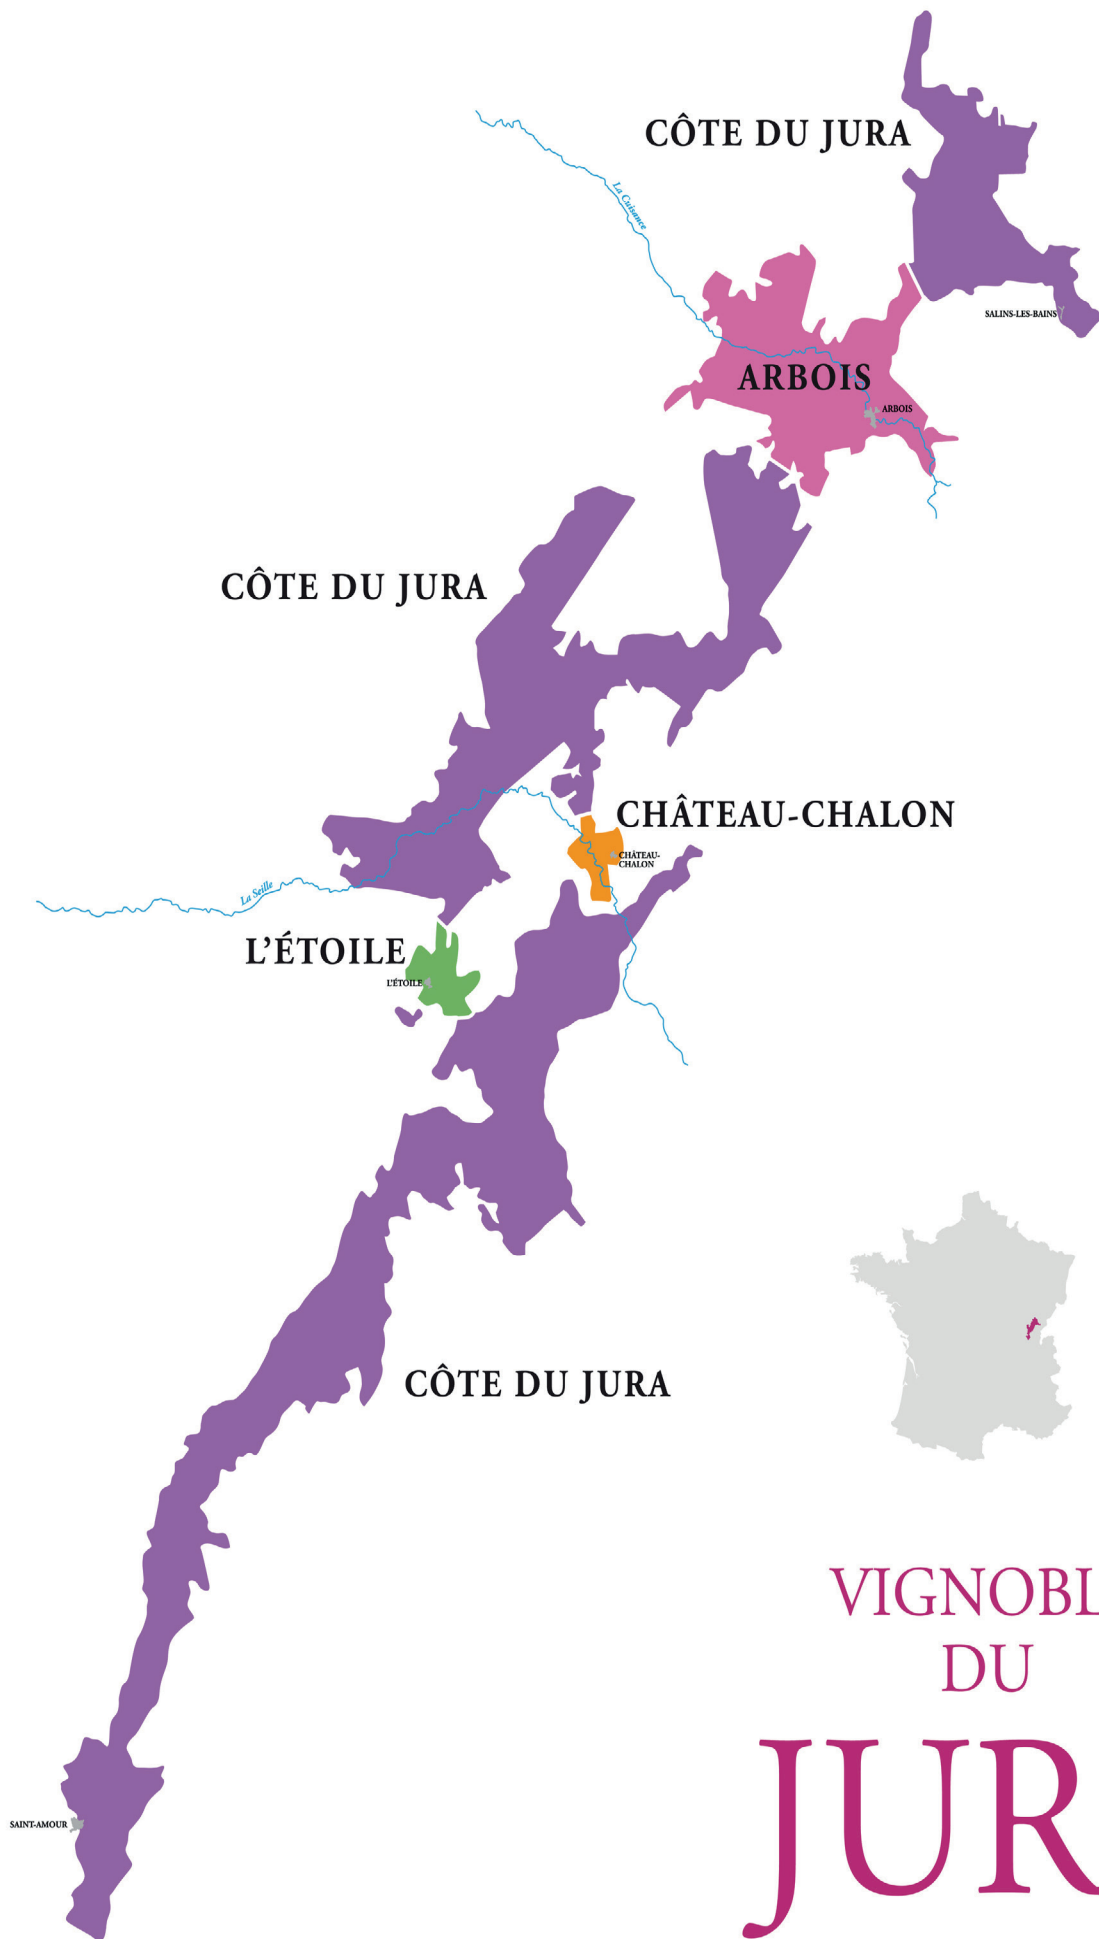 CÔTE DU JURA
La Cuisance
SALINS-LES-BAINS
ARBOIS
ARBOIS
CÔTE DU JURA
CHÂTEAU-CHALON
CHÂTEAU-
CHALON
La Seille
L’ÉTOILE
L’ÉTOILE
CÔTE DU JURA
VIGNOBL
DU
JUR
SAINT-AMOUR